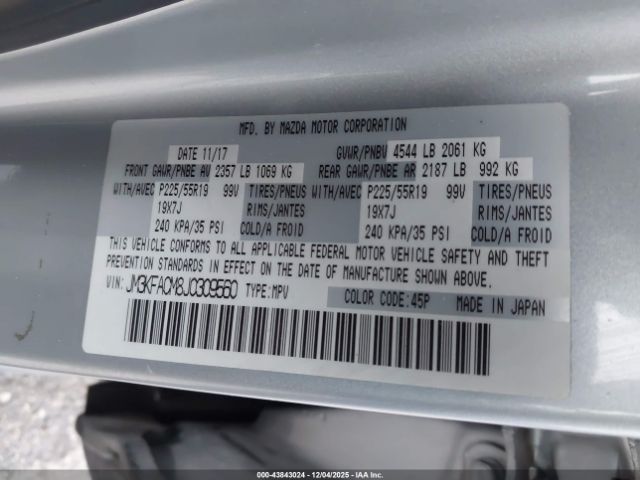 MFD. BY MAZDA MOTOR CORPORATION
DATE 11/17 GVWR/PNBV 4544 LB 2061 KG
FRONT GAWR/PNBE AV 2357 LB 1069 KG REAR GAWR/PNBE AR 2187 LB 992 KG
WITH/AVEC P225/55R19 99V TIRES/PNEUS WITH/AVEC P225/55R19 99V TIRES/PNEUS
19X7J RIMS/JANTES 19X7J RIMS/JANTES
240 KPA/35 PSI COLD/A FROID 240 KPA/35 PSI COLD/A FROID
THIS VEHICLE CONFORMS TO ALL APPLICABLE FEDERAL MOTOR VEHICLE SAFETY AND THEFT
PREVENTION STANDARDS IN EFFECT ON THE DATE OF MANUFACTURE SHOWN ABOVE.
VIN: JM3KFACM8J0309560 TYPE: MPV COLOR CODE: 45P MADE IN JAPAN
000-43843024 - 12/04/2025 - IAAI.COM